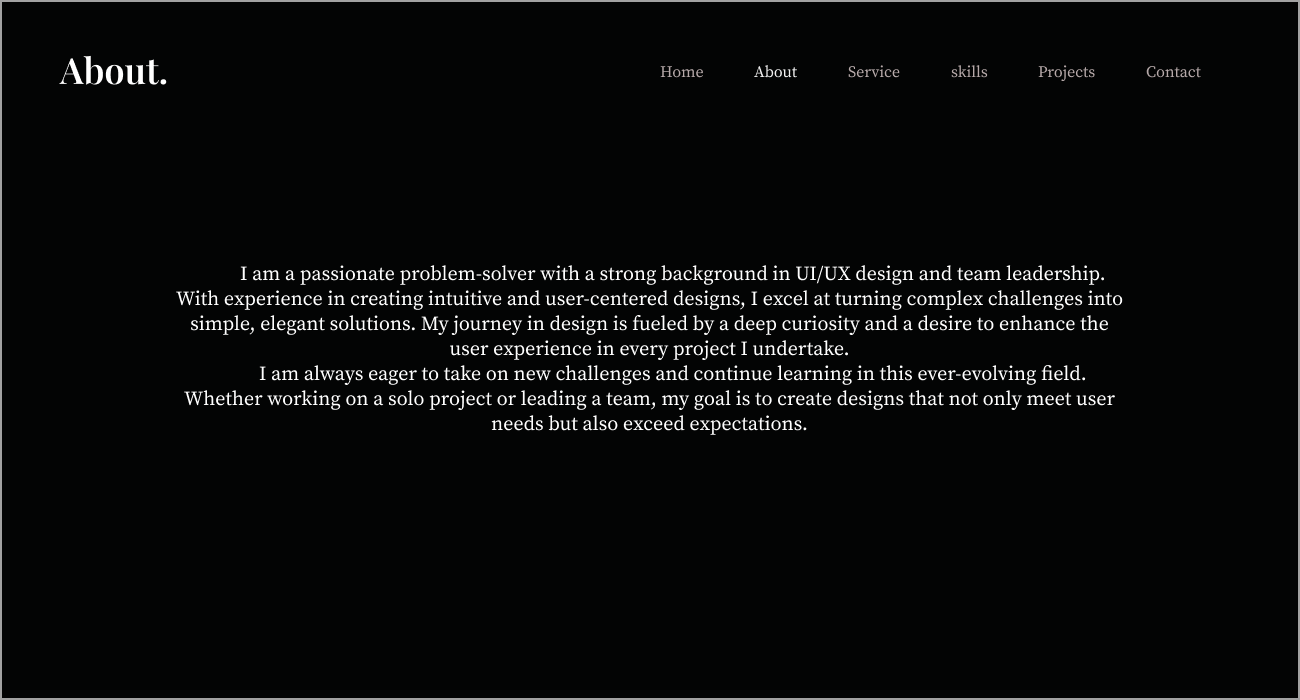 About.
Home About Service skills Projects Contact
I am a passionate problem-solver with a strong background in UI/UX design and team leadership.
With experience in creating intuitive and user-centered designs, I excel at turning complex challenges into
simple, elegant solutions. My journey in design is fueled by a deep curiosity and a desire to enhance the
user experience in every project I undertake.
I am always eager to take on new challenges and continue learning in this ever-evolving field.
Whether working on a solo project or leading a team, my goal is to create designs that not only meet user
needs but also exceed expectations.